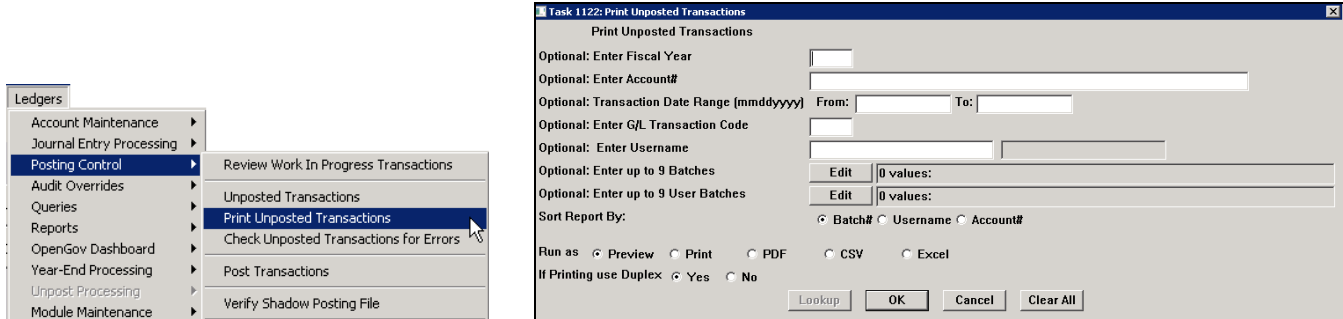 Ledgers
Account Maintenance
Journal Entry Processing
Posting Control
Audit Overrides
Queries
Reports
OpenGov Dashboard
Year-End Processing
Unpost Processing
Module Maintenance
Review Work In Progress Transactions
Unposted Transactions
Print Unposted Transactions
Check Unposted Transactions for Errors
Post Transactions
Verify Shadow Posting File
Task 1122: Print Unposted Transactions
Print Unposted Transactions
Optional: Enter Fiscal Year
Optional: Enter Account#
Optional: Transaction Date Range (mmddyyyy) From: To:
Optional: Enter G/L Transaction Code
Optional: Enter Username
Optional: Enter up to 9 Batches Edit 0 values:
Optional: Enter up to 9 User Batches Edit 0 values:
Sort Report By: Batch# Username Account#
Run as Preview Print PDF CSV Excel
If Printing use Duplex Yes No
Lookup OK Cancel Clear All